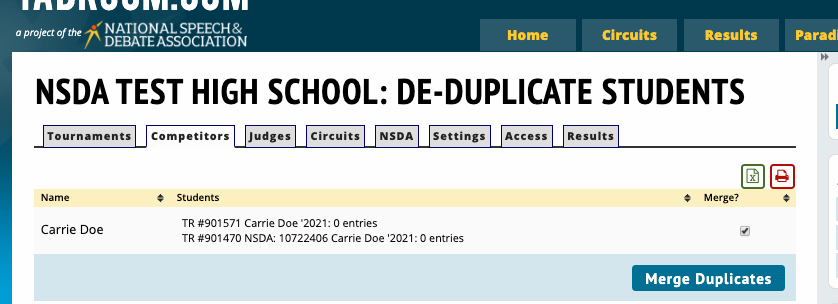 TABROOM.COM
a project of the NATIONAL SPEECH &
DEBATE ASSOCIATION
Home Circuits Results
NSDA TEST HIGH SCHOOL: DE-DUPLICATE STUDENTS
Tournaments Competitors Judges Circuits NSDA Settings Access Results
Name Students Merge?
Carrie Doe
TR #901571 Carrie Doe '2021: 0 entries
TR #901470 NSDA: 10722406 Carrie Doe '2021: 0 entries
Merge Duplicates